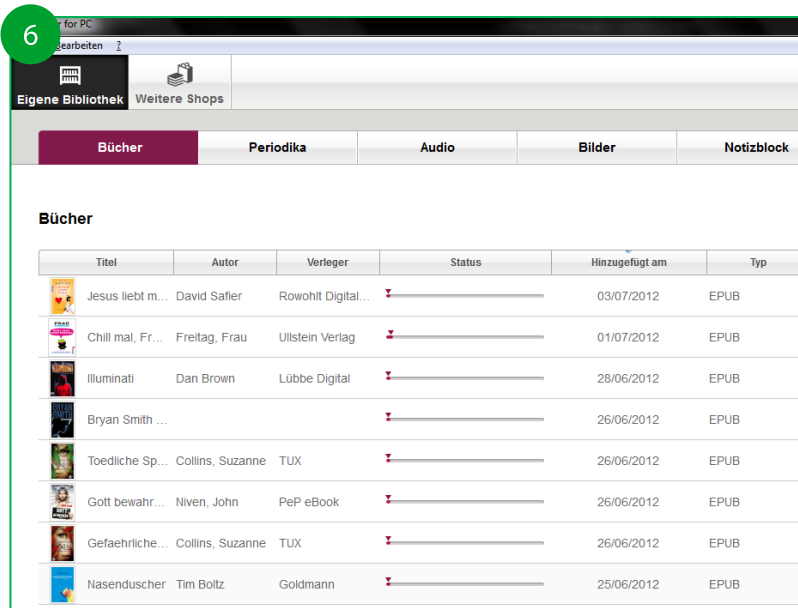 6
r for PC
Bearbeiten ?
Eigene Bibliothek Weitere Shops
Bücher Periodika Audio Bilder Notizblock
Bücher
Titel Autor Verleger Status Hinzugefügt am Typ
Jesus liebt m... David Safier Rowohlt Digital... 03/07/2012 EPUB
Chill mal, Fr... Freitag, Frau Ullstein Verlag 01/07/2012 EPUB
Illuminati Dan Brown Lübbe Digital 28/06/2012 EPUB
Bryan Smith ... 26/06/2012 EPUB
Toedliche Sp... Collins, Suzanne TUX 26/06/2012 EPUB
Gott bewahr... Niven, John PeP eBook 26/06/2012 EPUB
Gefaehrliche... Collins, Suzanne TUX 26/06/2012 EPUB
Nasenduscher Tim Boltz Goldmann 25/06/2012 EPUB